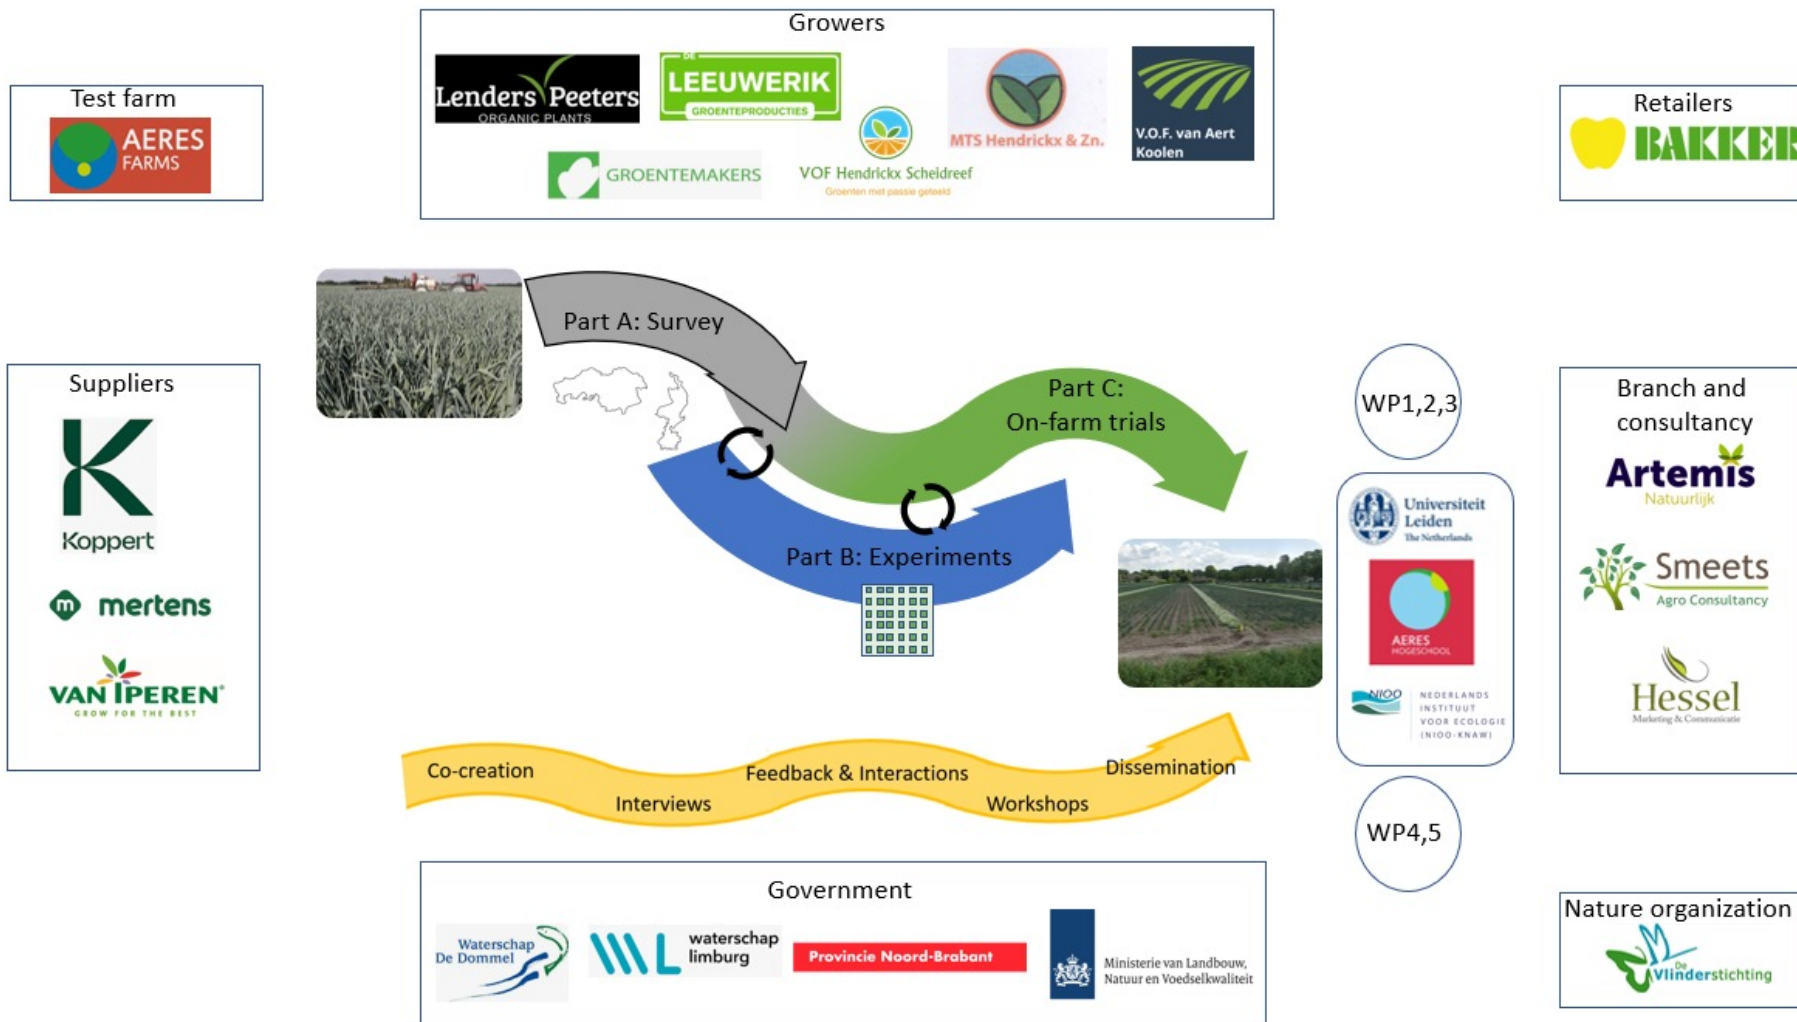 Growers
Lenders Peeters
ORGANIC PLANTS
DE
LEEUWERIK
GROENTEPRODUCTIES
MTS Hendrickx & Zn.
V.O.F. van Aert
Koolen
GROENTEMAKERS
VOF Hendrickx Scheidreef
Groenten met passie geteeld
Test farm
AERES
FARMS
Retailers
BAKKER
Part A: Survey
Part C:
On-farm trials
Part B: Experiments
Suppliers
Koppert
m mertens
VAN IPEREN®
GROW FOR THE BEST
WP1,2,3
Universiteit
Leiden
The Netherlands
AERES
HOGESCHOOL
NIOO
NEDERLANDS
INSTITUUT
VOOR ECOLOGIE
(NIOO-KNAW)
WP4,5
Branch and
consultancy
Artemis
Natuurlijk
Smeets
Agro Consultancy
Hessel
Marketing & Communicatie
Co-creation
Interviews
Feedback & Interactions
Workshops
Dissemination
Government
Waterschap
De Dommel
WL
waterschap
limburg
Provincie Noord-Brabant
Ministerie van Landbouw,
Natuur en Voedselkwaliteit
Nature organization
De
Vlinderstichting